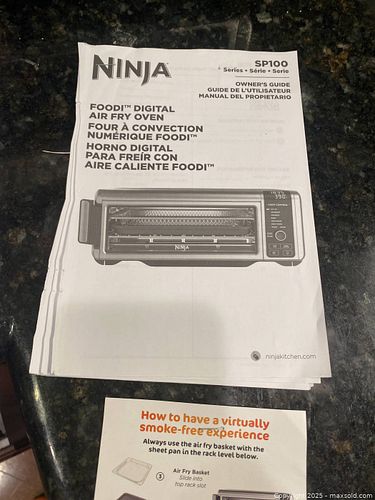 NINJA
SP100
Series • Série • Serie
OWNER'S GUIDE
GUIDE DE L'UTILISATEUR
MANUAL DEL PROPIETARIO
FOODI™ DIGITAL
AIR FRY OVEN
FOUR À CONVECTION
NUMÉRIQUE FOODI™
HORNO DIGITAL
PARA FREÍR CON
AIRE CALIENTE FOODI™
NINJA
ninjakitchen.com
How to have a virtually
smoke-free experience
Always use the air fry basket with the
sheet pan in the rack level below.
3
Air Fry Basket
Slide into
top rack slot
© Copyright 2025 - maxsold.com